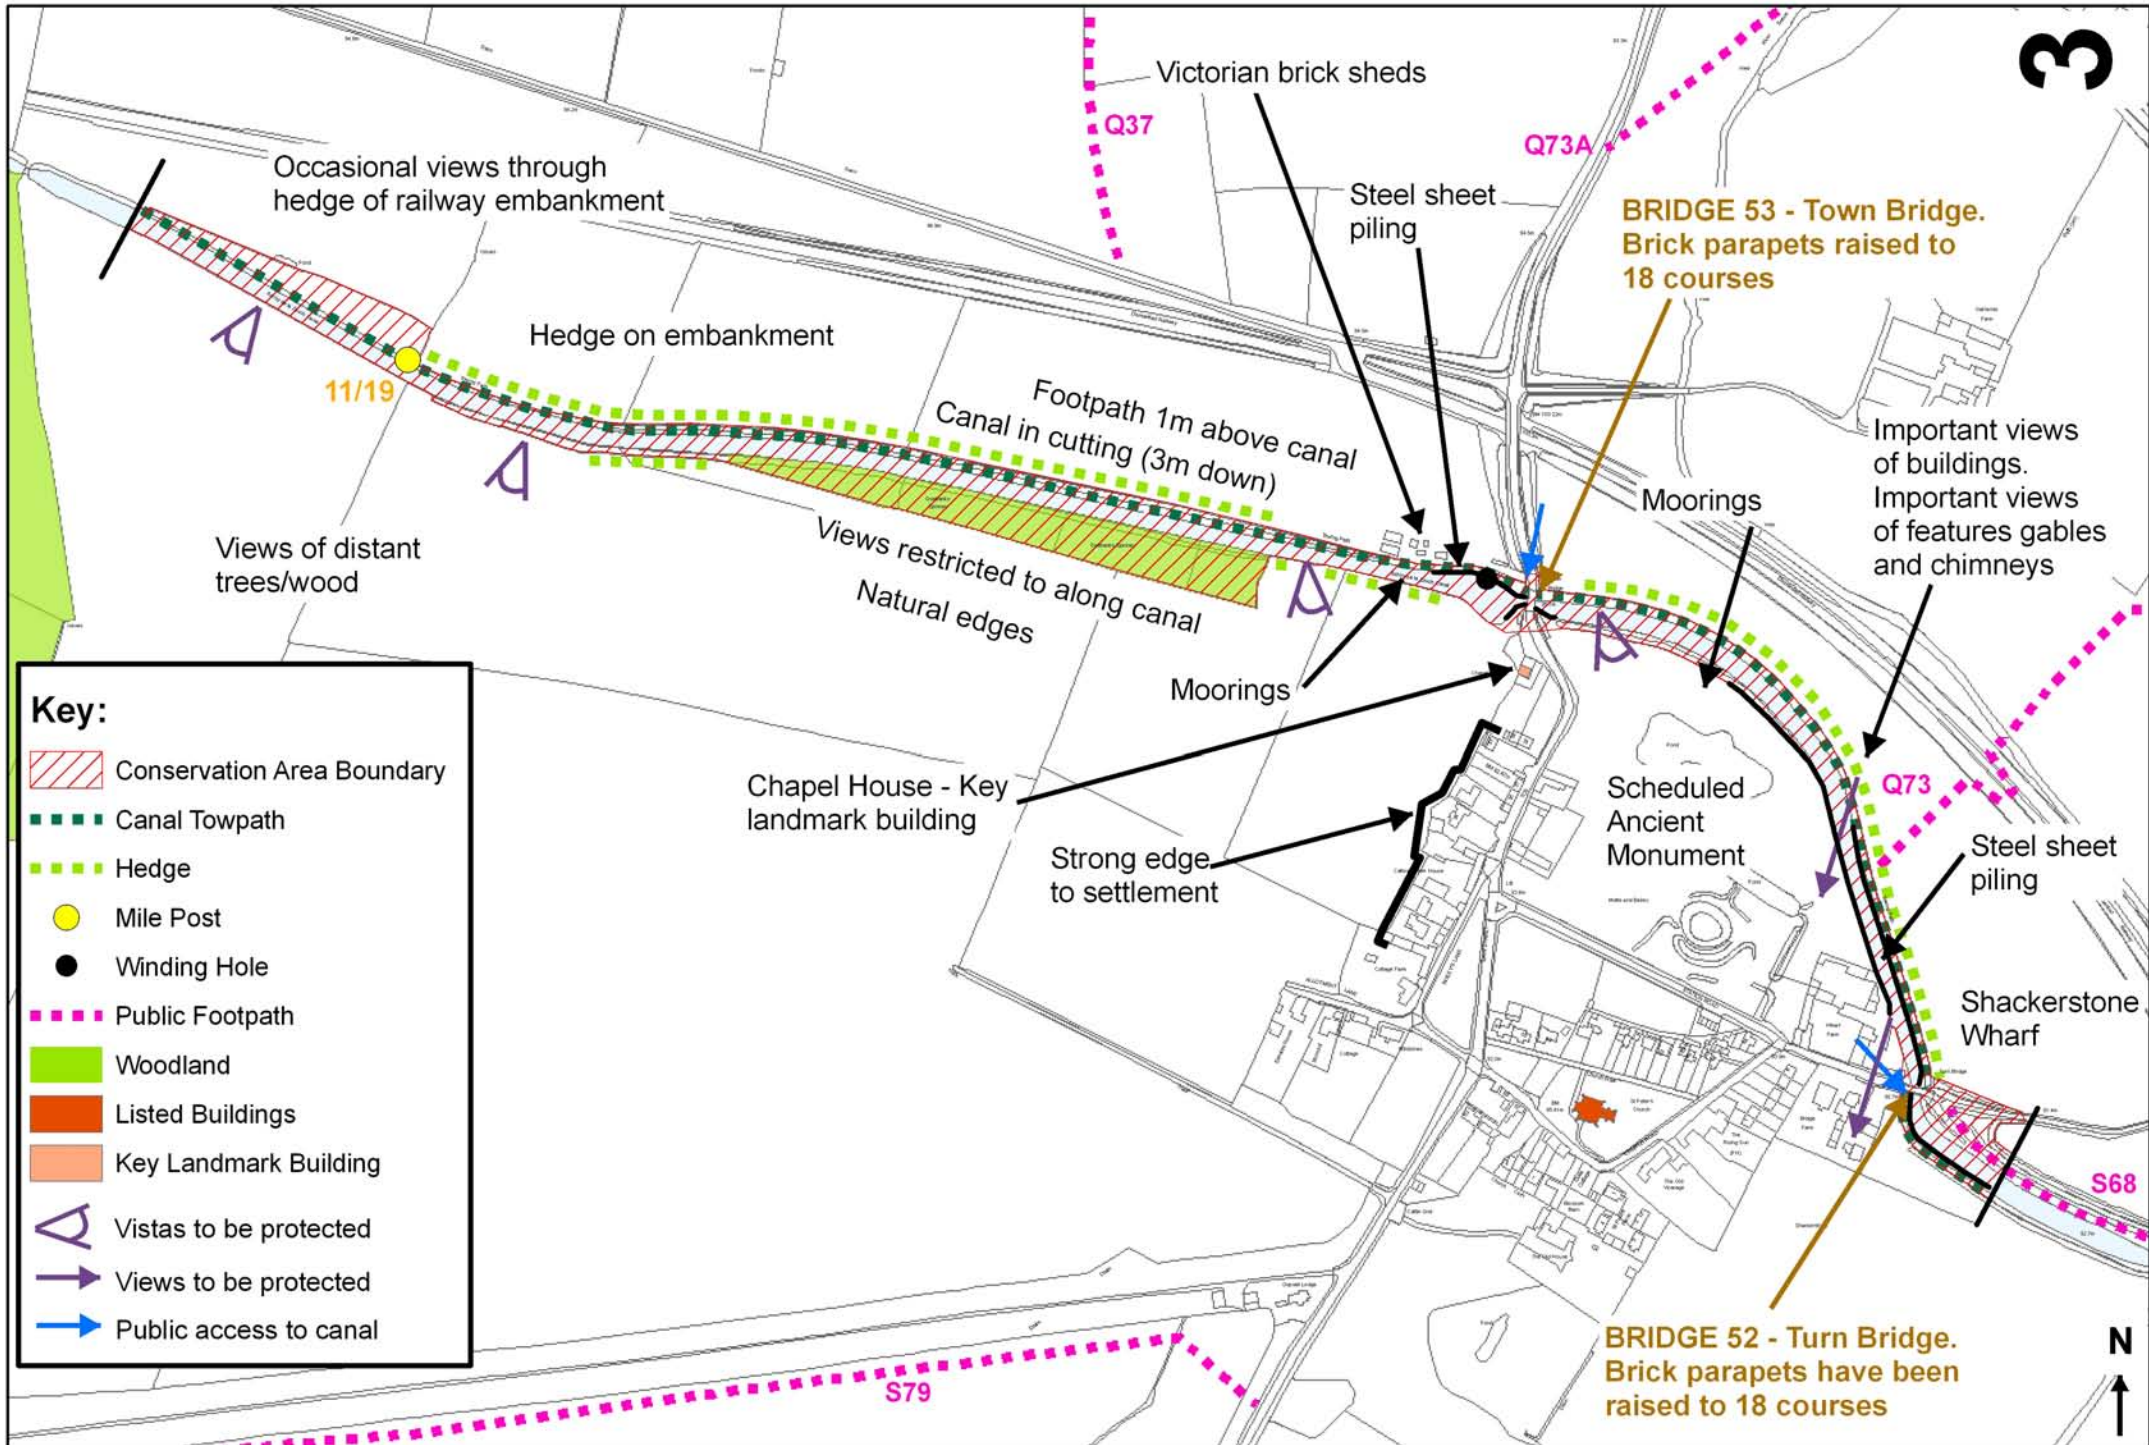 3
Victorian brick sheds
Q37
Q73A
Occasional views through
hedge of railway embankment
Steel sheet
piling
BRIDGE 53 - Town Bridge.
Brick parapets raised to
18 courses
Hedge on embankment
11/19
Footpath 1m above canal
Canal in cutting (3m down)
Important views
of buildings.
Important views
of features gables
and chimneys
Moorings
Views of distant
trees/wood
Views restricted to along canal
Natural edges
Moorings
Chapel House - Key
landmark building
Scheduled
Ancient
Monument
Q73
Strong edge
to settlement
Steel sheet
piling
Shackerstone
Wharf
S68
Key:
Conservation Area Boundary
Canal Towpath
Hedge
Mile Post
Winding Hole
Public Footpath
Woodland
Listed Buildings
Key Landmark Building
Vistas to be protected
Views to be protected
Public access to canal
S79
BRIDGE 52 - Turn Bridge.
Brick parapets have been
raised to 18 courses
N